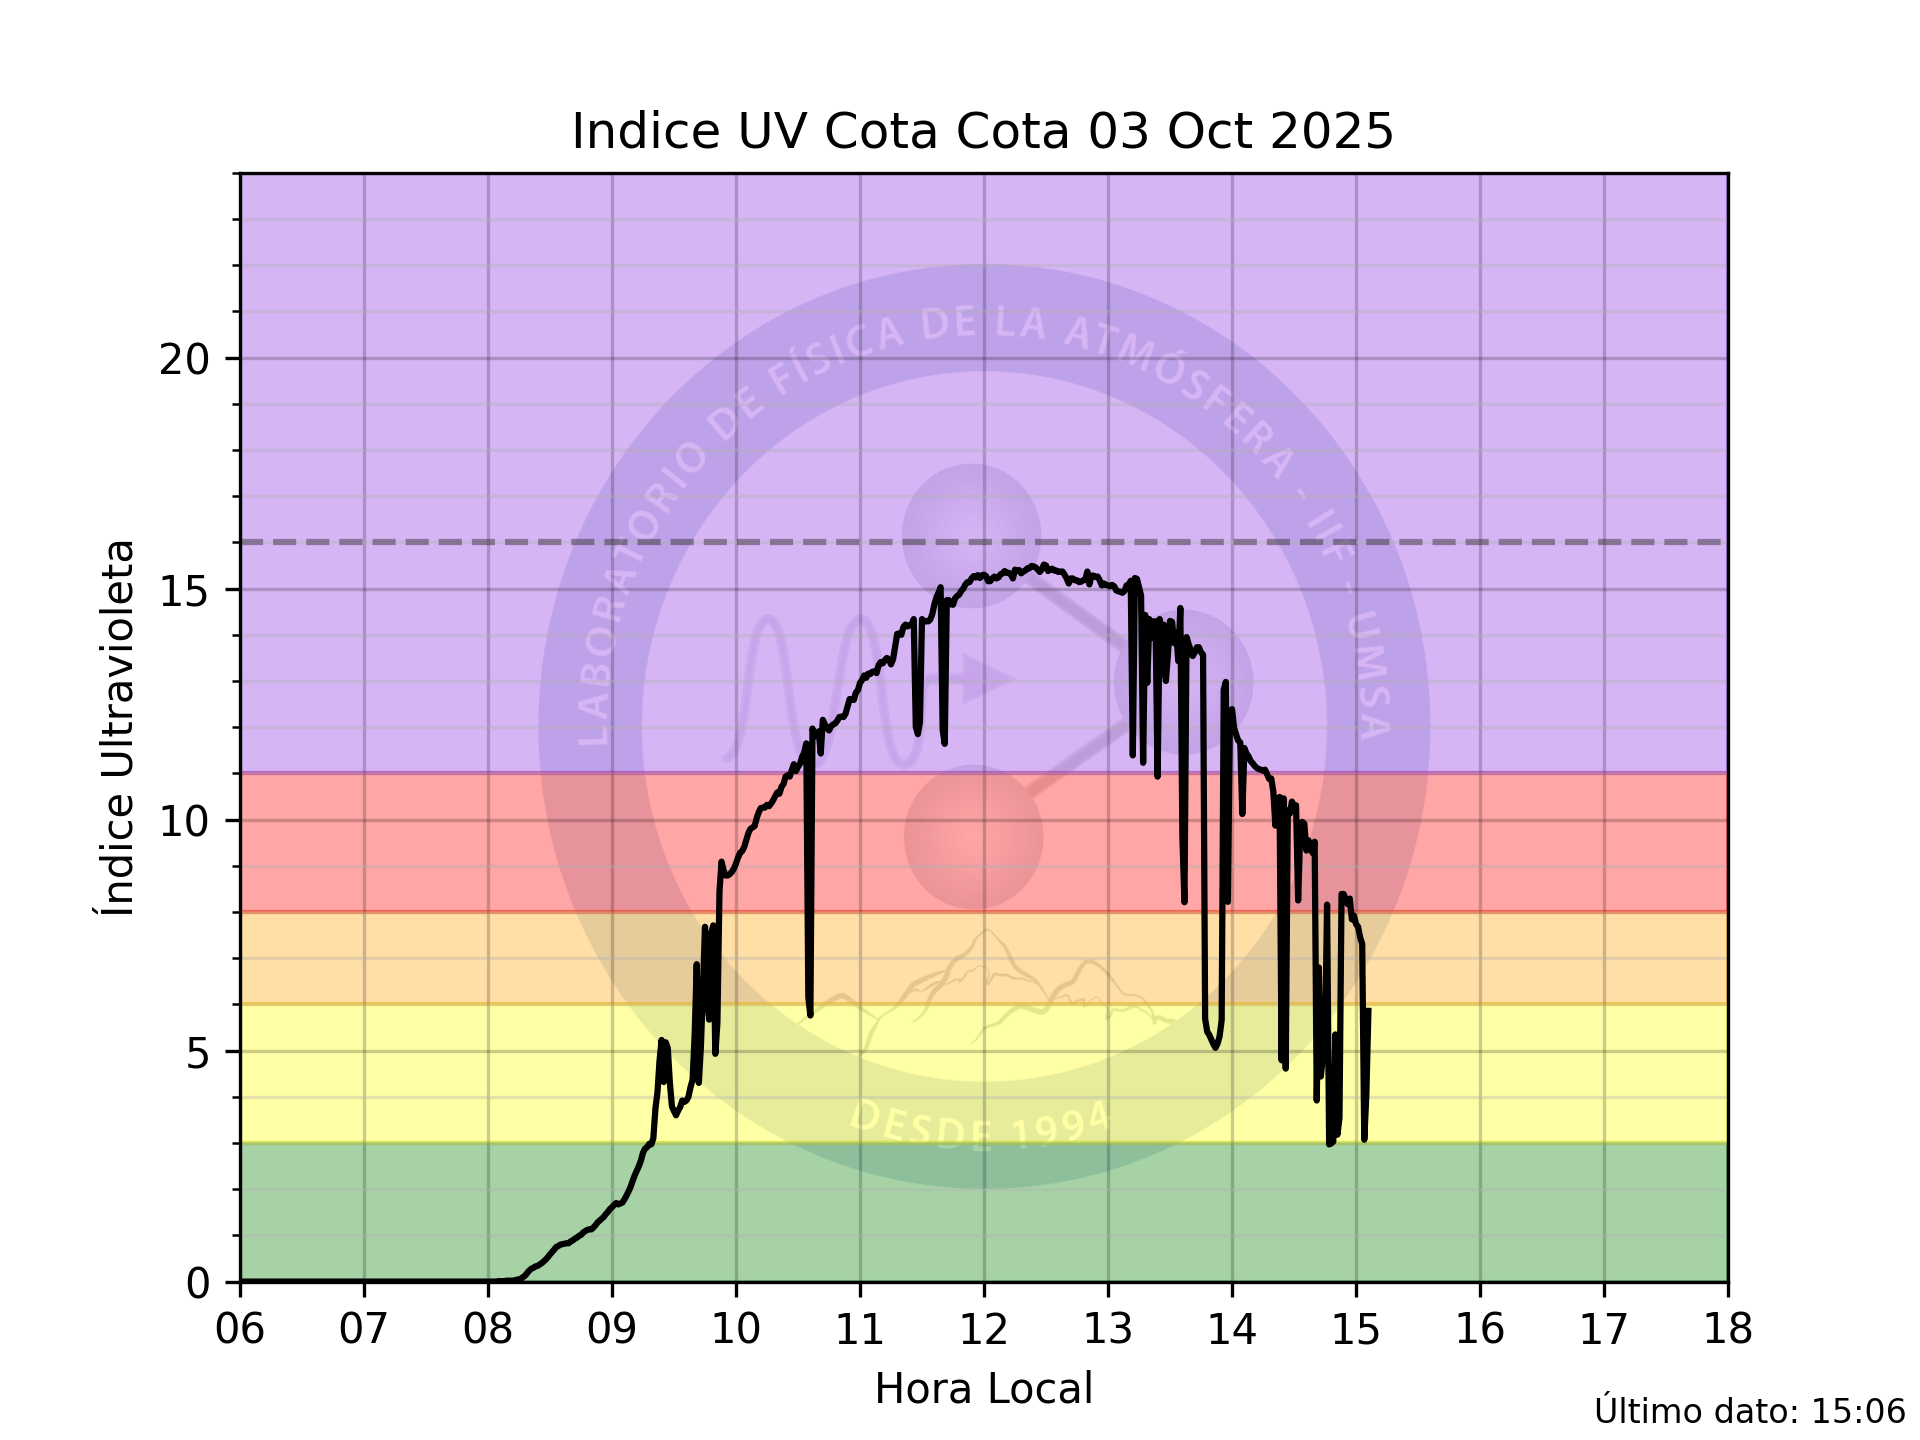 Indice UV Cota Cota 03 Oct 2025
LABORATORIO DE FÍSICA DE LA ATMÓSFERA - IIF - UMSA
DESDE 1994
20
15
10
5
0
Índice Ultravioleta
06 07 08 09 10 11 12 13 14 15 16 17 18
Hora Local
Último dato: 15:06